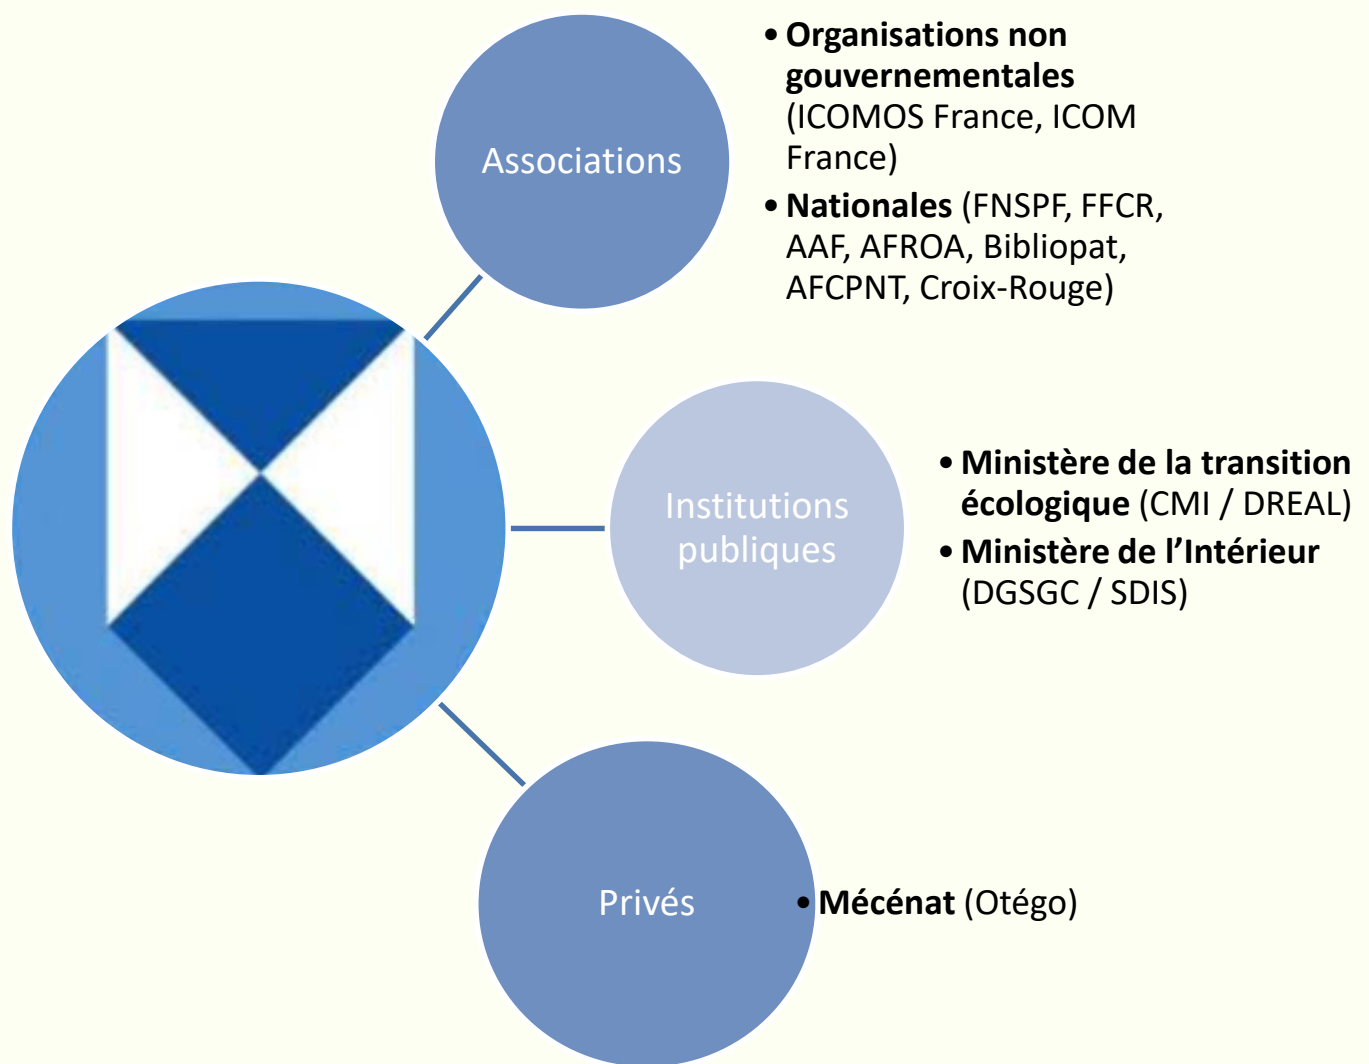 Associations
• Organisations non
gouvernementales
(ICOMOS France, ICOM
France)
• Nationales (FNSPF, FFCR,
AAF, AFROA, Bibliopat,
AFCPNT, Croix-Rouge)
Institutions
publiques
• Ministère de la transition
écologique (CMI / DREAL)
• Ministère de l’Intérieur
(DGSGC / SDIS)
Privés
• Mécénat (Otégo)